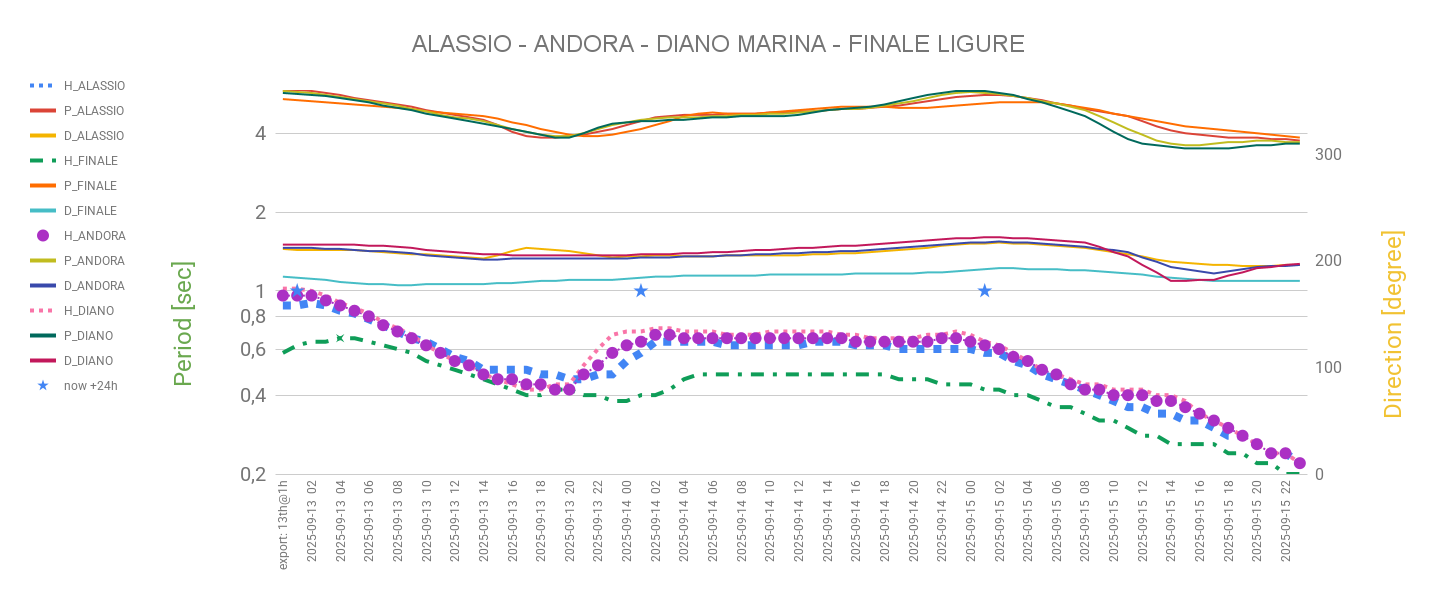 ALASSIO - ANDORA - DIANO MARINA - FINALE LIGURE
H_ALASSIO
P_ALASSIO
D_ALASSIO
H_FINALE
P_FINALE
D_FINALE
H_ANDORA
P_ANDORA
D_ANDORA
H_DIANO
P_DIANO
D_DIANO
now +24h
Period [sec]
4
2
1
0,8
0,6
0,4
0,2
300
200
100
0
Direction [degree]
export: 13th@1h
2025-09-13 02
2025-09-13 04
2025-09-13 06
2025-09-13 08
2025-09-13 10
2025-09-13 12
2025-09-13 14
2025-09-13 16
2025-09-13 18
2025-09-13 20
2025-09-13 22
2025-09-14 00
2025-09-14 02
2025-09-14 04
2025-09-14 06
2025-09-14 08
2025-09-14 10
2025-09-14 12
2025-09-14 14
2025-09-14 16
2025-09-14 18
2025-09-14 20
2025-09-14 22
2025-09-15 00
2025-09-15 02
2025-09-15 04
2025-09-15 06
2025-09-15 08
2025-09-15 10
2025-09-15 12
2025-09-15 14
2025-09-15 16
2025-09-15 18
2025-09-15 20
2025-09-15 22